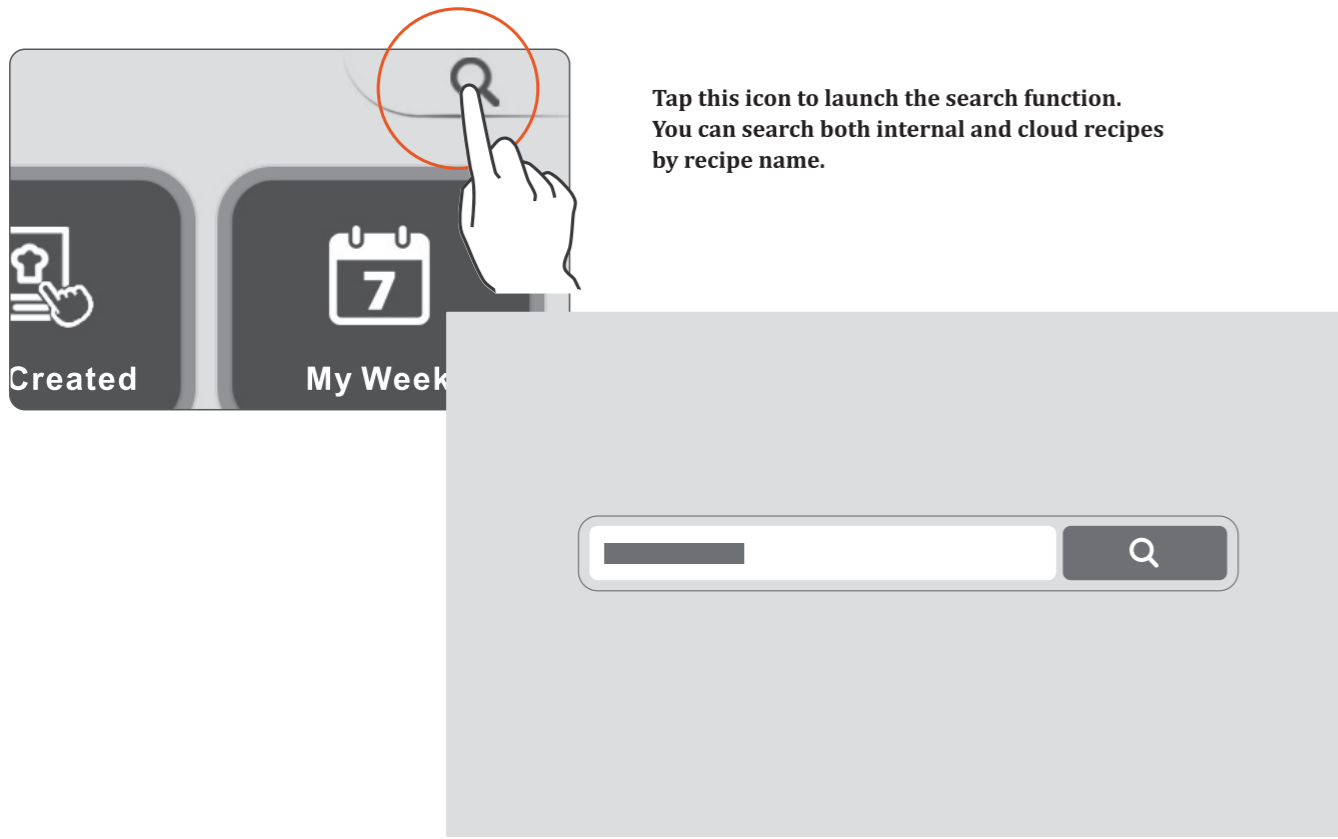 Tap this icon to launch the search function.
You can search both internal and cloud recipes
by recipe name.
7
Created
My Week